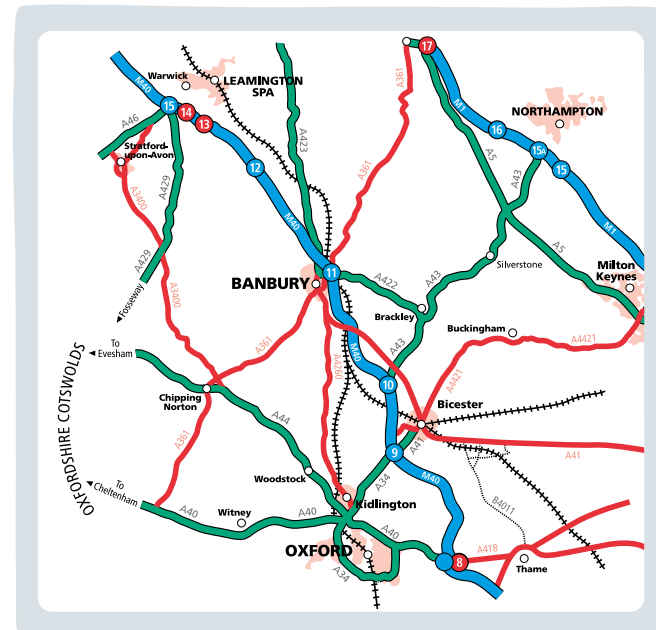 17
A361
M40
Warwick
LEAMINGTON
SPA
M1
NORTHAMPTON
15
14
13
16
A46
A423
A5
15A
Stratford-
upon-Avon
12
A361
15
A429
A43
A3400
M40
M1
A429
A5
Silverstone
Milton
Keynes
11
BANBURY
A422
A43
Fosseway
A3400
Brackley
Buckingham
A4421
To
Evesham
A361
A4260
M40
A43
A4421
10
OXFORDSHIRE COTSWOLDS
Chipping
Norton
Bicester
A44
A361
A41
9
A41
Woodstock
A34
M40
To
Cheltenham
Kidlington
B4011
A40
Witney
A40
A40
OXFORD
A418
8
Thame
A34